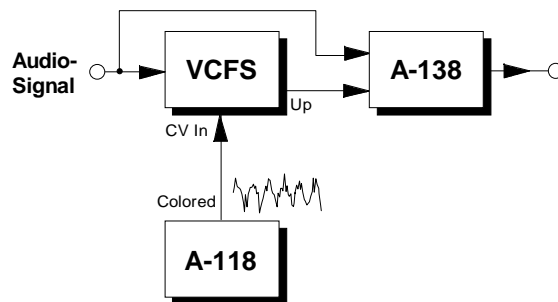 Audio-
Signal
VCFS
A-138
Up
CV In
Colored
A-118